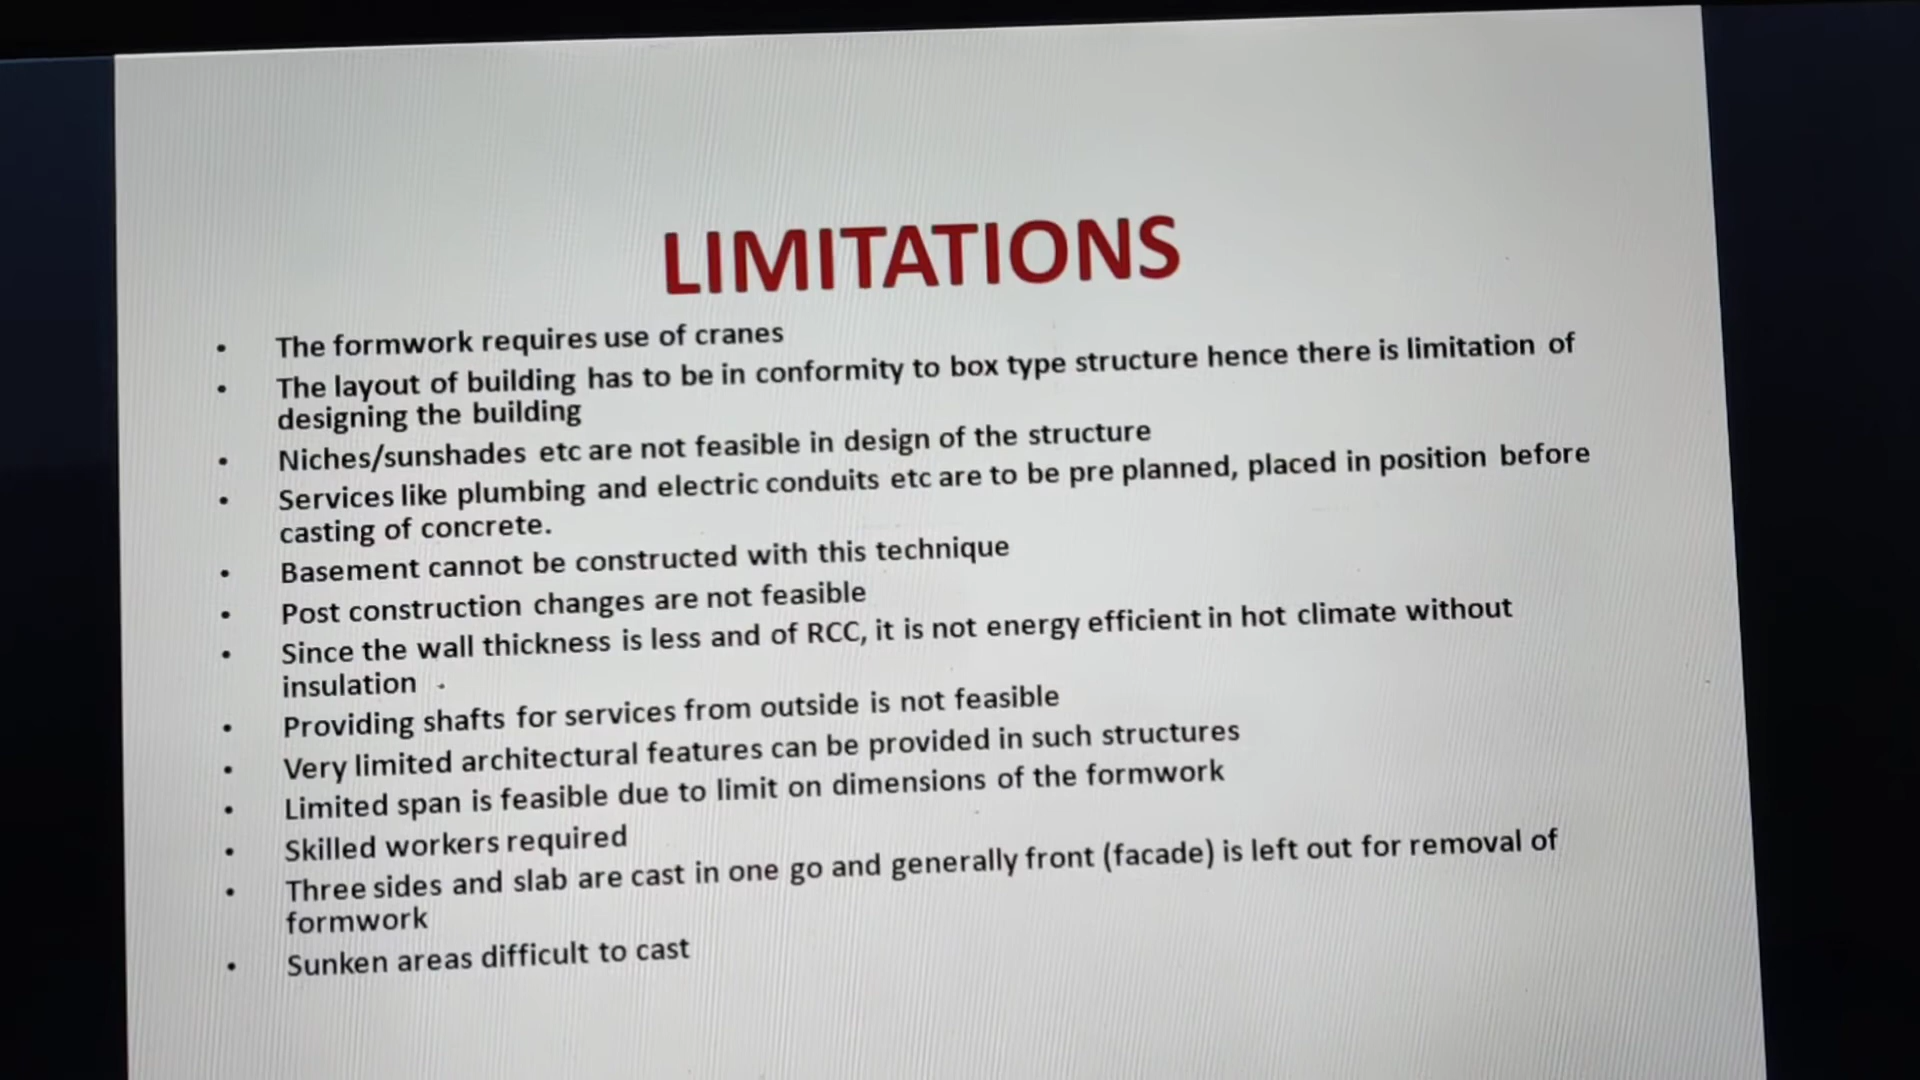 LIMITATIONS
• The formwork requires use of cranes
• The layout of building has to be in conformity to box type structure hence there is limitation of
designing the building
• Niches/sunshades etc are not feasible in design of the structure
• Services like plumbing and electric conduits etc are to be pre planned, placed in position before
casting of concrete.
• Basement cannot be constructed with this technique
• Post construction changes are not feasible
• Since the wall thickness is less and of RCC, it is not energy efficient in hot climate without
insulation
• Providing shafts for services from outside is not feasible
• Very limited architectural features can be provided in such structures
• Limited span is feasible due to limit on dimensions of the formwork
• Skilled workers required
• Three sides and slab are cast in one go and generally front (facade) is left out for removal of
formwork
• Sunken areas difficult to cast